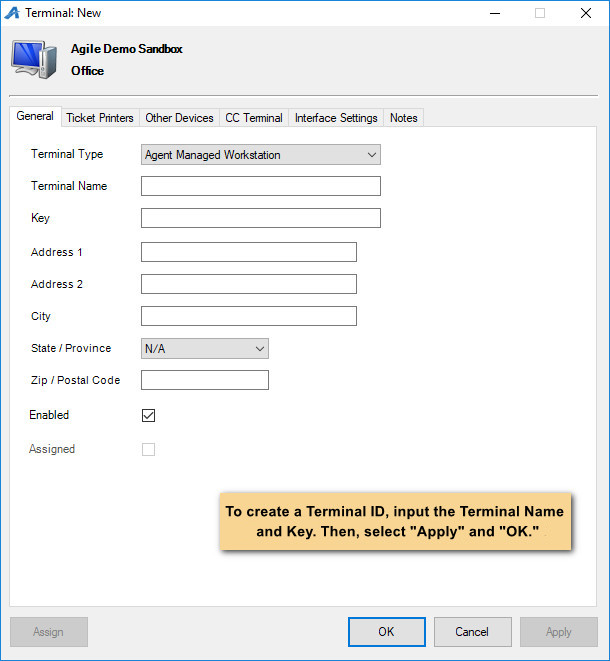 Terminal: New
Agile Demo Sandbox
Office
General Ticket Printers Other Devices CC Terminal Interface Settings Notes
Terminal Type Agent Managed Workstation
Terminal Name
Key
Address 1
Address 2
City
State / Province N/A
Zip / Postal Code
Enabled
Assigned
To create a Terminal ID, input the Terminal Name
and Key. Then, select "Apply" and "OK."
Assign OK Cancel Apply